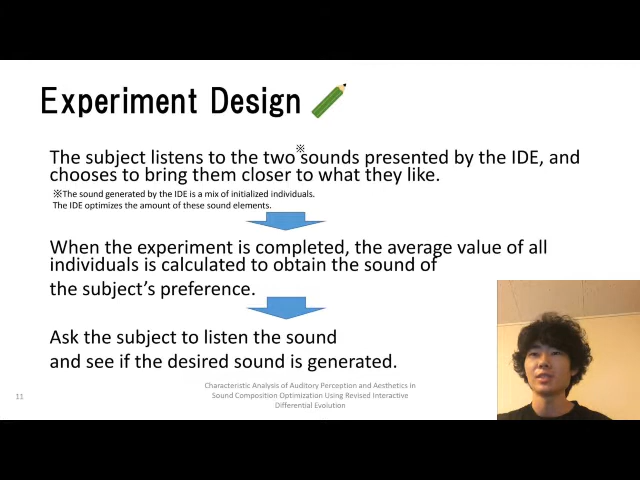 Experiment Design
※
The subject listens to the two sounds presented by the IDE, and
chooses to bring them closer to what they like.
※The sound generated by the IDE is a mix of initialized individuals.
The IDE optimizes the amount of these sound elements.
When the experiment is completed, the average value of all
individuals is calculated to obtain the sound of
the subject's preference.
Ask the subject to listen the sound
and see if the desired sound is generated.
Characteristic Analysis of Auditory Perception and Aesthetics in
Sound Composition Optimization Using Revised Interactive
Differential Evolution
11